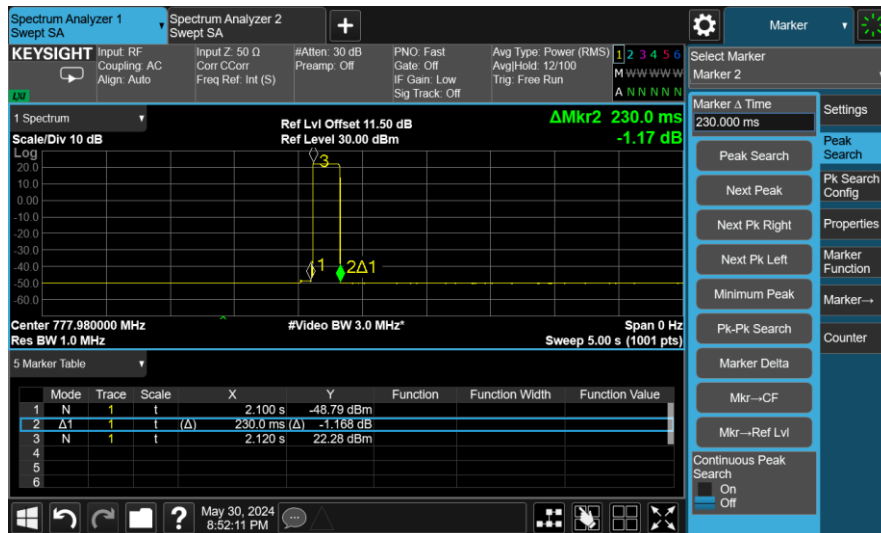 Spectrum Analyzer 1
Swept SA
Spectrum Analyzer 2
Swept SA
+
Marker
KEYSIGHT
Input: RF
Coupling: AC
Align: Auto
Input Z: 50 Ω
Corr CCorr
Freq Ref: Int (S)
#Atten: 30 dB
Preamp: Off
PNO: Fast
Gate: Off
IF Gain: Low
Sig Track: Off
Avg Type: Power (RMS)
Avg|Hold: 12/100
Trig: Free Run
1 2 3 4 5 6
M W W W W W
A N N N N N
LXI
Select Marker
Marker 2
1 Spectrum
Scale/Div 10 dB
Ref Lvl Offset 11.50 dB
Ref Level 30.00 dBm
ΔMkr2 230.0 ms
-1.17 dB
Log
20.0
10.0
0.00
-10.0
-20.0
-30.0
-40.0
-50.0
-60.0
3
1
2Δ1
Center 777.980000 MHz
Res BW 1.0 MHz
#Video BW 3.0 MHz*
Span 0 Hz
Sweep 5.00 s (1001 pts)
5 Marker Table
Mode Trace Scale X Y Function Function Width Function Value
1 N 1 t 2.100 s -48.79 dBm
2 Δ1 1 t (Δ) 230.0 ms (Δ) -1.168 dB
3 N 1 t 2.120 s 22.28 dBm
4
5
6
Marker Δ Time
230.000 ms
Peak Search
Next Peak
Next Pk Right
Next Pk Left
Minimum Peak
Pk-Pk Search
Marker Delta
Mkr→CF
Mkr→Ref Lvl
Continuous Peak
Search
On
Off
Settings
Peak
Search
Pk Search
Config
Properties
Marker
Function
Marker→
Counter
?
May 30, 2024
8:52:11 PM